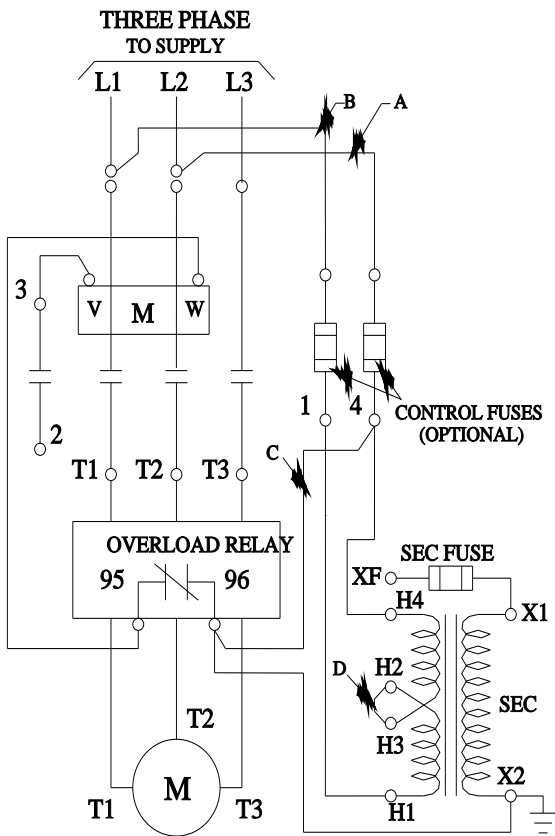 THREE PHASE
TO SUPPLY
L1 L2 L3
B A
3
V M W
2
1 4
CONTROL FUSES
(OPTIONAL)
C
T1 T2 T3
OVERLOAD RELAY
95 96
SEC FUSE
XF
H4 X1
D H2
SEC
H3
T2
X2
M
T1 T3
H1